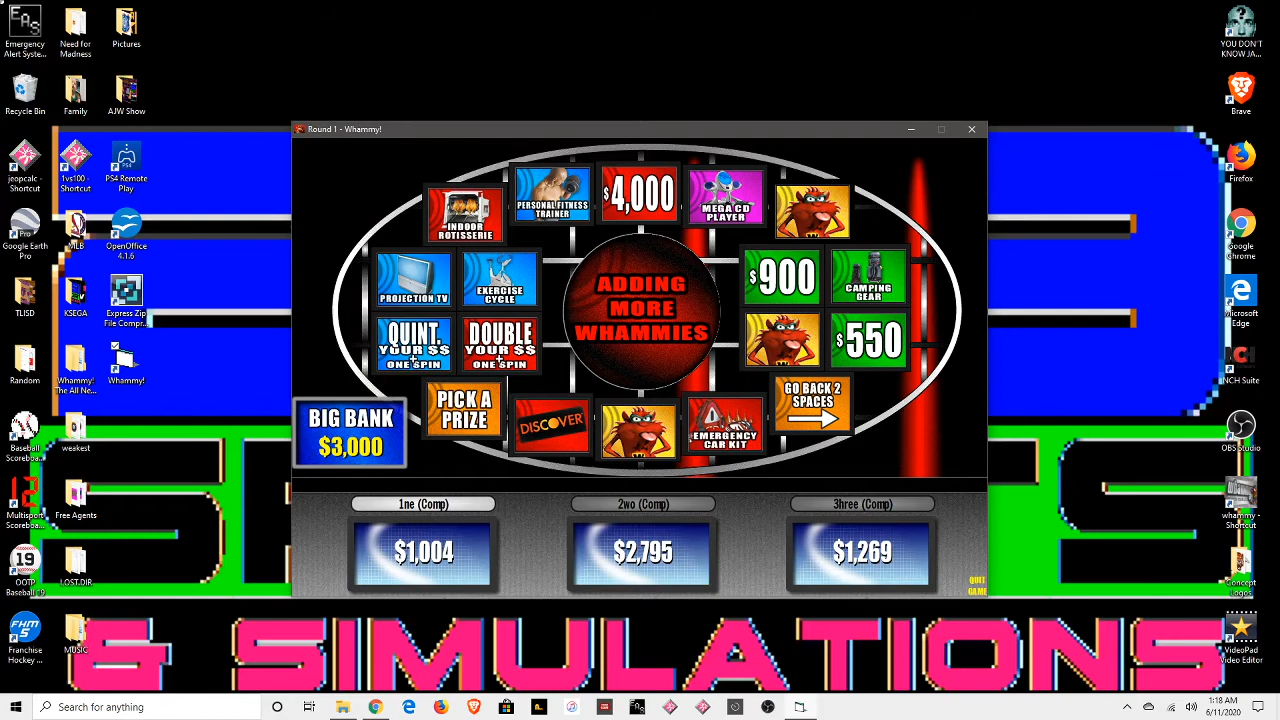 Emergency
Alert Syste...
Need for
Madness
Pictures
Recycle Bin
Family
AJW Show
jeopcalc -
Shortcut
1vs100 -
Shortcut
PS4 Remote
Play
Google Earth
Pro
MLB
OpenOffice
4.1.6
TLISD
KSEGA
Express Zip
File Compr...
Random
Whammy!
The All Ne...
Whammy!
Baseball
Scoreboa...
weakest
Multisport
Scoreboa...
Free Agents
OOTP
Baseball 19
LOST.DIR
Franchise
Hockey ...
MUSIC
Round 1 - Whammy!
INDOOR
ROTISSERIE
PERSONAL FITNESS
TRAINER
$4,000
MEGA CD
PLAYER
PROJECTION TV
EXERCISE
CYCLE
ADDING
MORE
WHAMMIES
$900
CAMPING
GEAR
QUINT.
YOUR $$
+
ONE SPIN
DOUBLE
YOUR $$
+
ONE SPIN
$550
PICK A
PRIZE
DISCOVER
EMERGENCY
CAR KIT
GO BACK 2
SPACES
BIG BANK
$3,000
1ne (Comp)
2wo (Comp)
3hree (Comp)
$1,004
$2,795
$1,269
QUIT
GAME
YOU DON'T
KNOW JA...
Brave
Firefox
Google
Chrome
Microsoft
Edge
NCH Suite
OBS Studio
whammy -
Shortcut
Concept
Logos
VideoPad
Video Editor
& SIMULATIONS
Search for anything
1:18 AM
6/11/2020